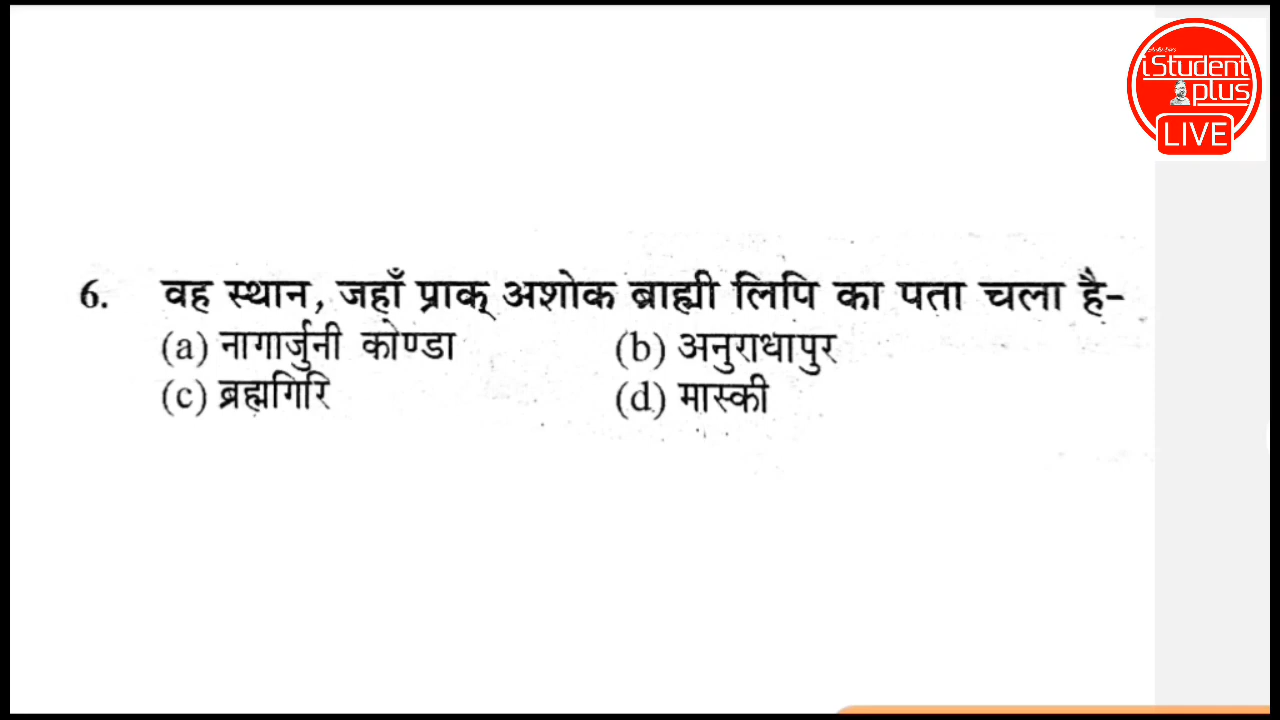 iStudent
plus
LIVE
6. वह स्थान, जहाँ प्राक् अशोक ब्राह्मी लिपि का पता चला है-
(a) नागार्जुनी कोण्डा (b) अनुराधापुर
(c) ब्रह्मगिरि (d) मास्की